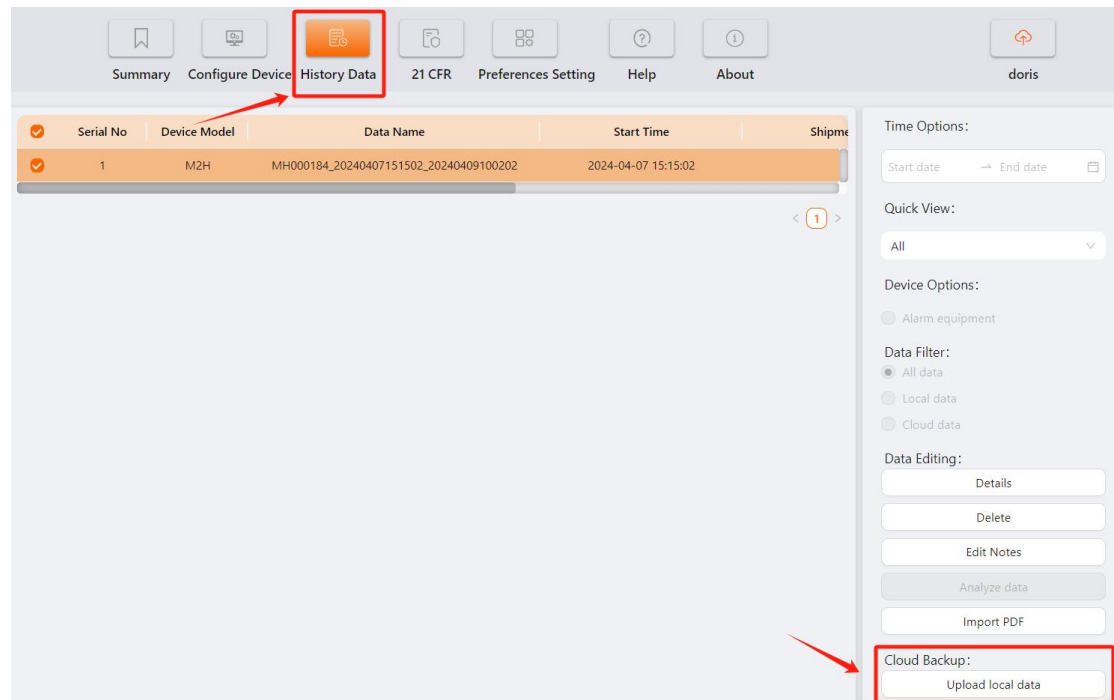 Summary Configure Device History Data 21 CFR Preferences Setting Help About doris
Serial No Device Model Data Name Start Time Shipme
1 M2H MH000184_20240407151502_20240409100202 2024-04-07 15:15:02
< 1 >
Time Options:
Start date → End date
Quick View:
All
Device Options:
Alarm equipment
Data Filter:
All data
Local data
Cloud data
Data Editing:
Details
Delete
Edit Notes
Analyze data
Import PDF
Cloud Backup:
Upload local data